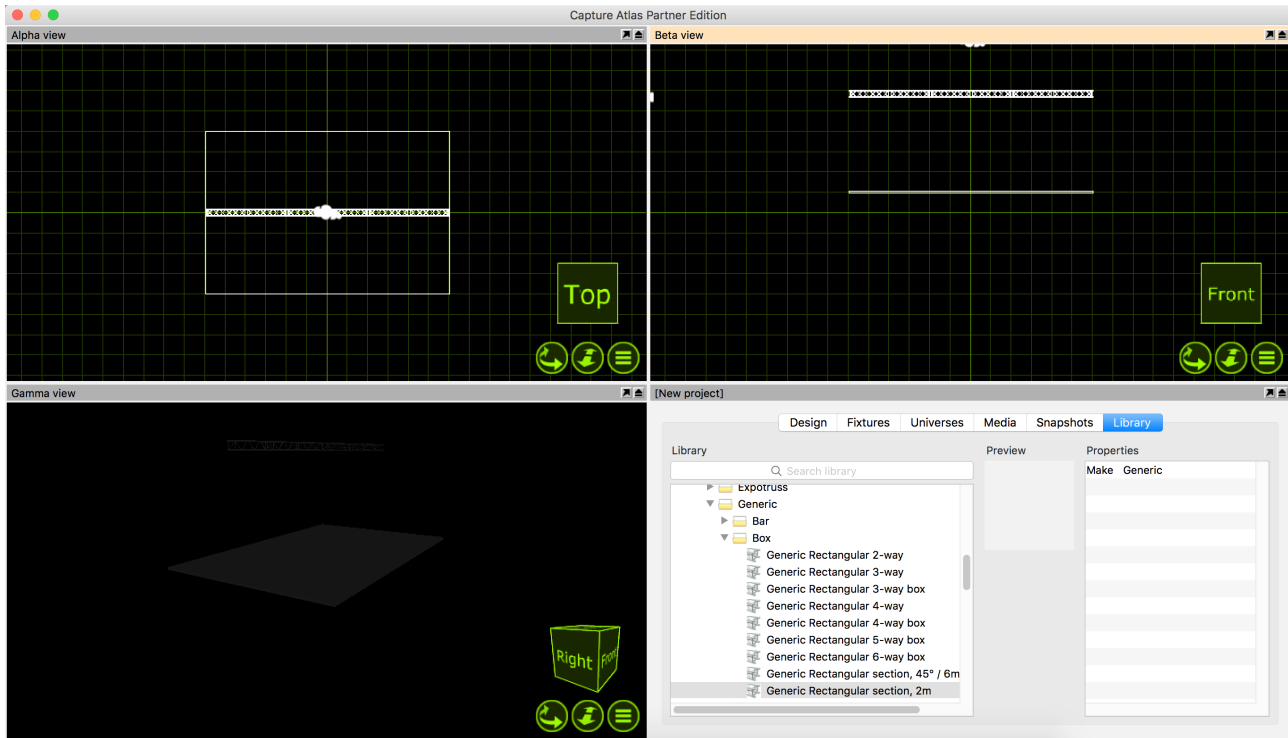 Capture Atlas Partner Edition
Alpha view
Beta view
Top
Front
Gamma view
[New project]
Design Fixtures Universes Media Snapshots Library
Library
Preview
Properties
Search library
Make Generic
Expotruss
Generic
Bar
Box
Generic Rectangular 2-way
Generic Rectangular 3-way
Generic Rectangular 3-way box
Generic Rectangular 4-way
Generic Rectangular 4-way box
Generic Rectangular 5-way box
Generic Rectangular 6-way box
Generic Rectangular section, 45° / 6m
Generic Rectangular section, 2m
Right
Front